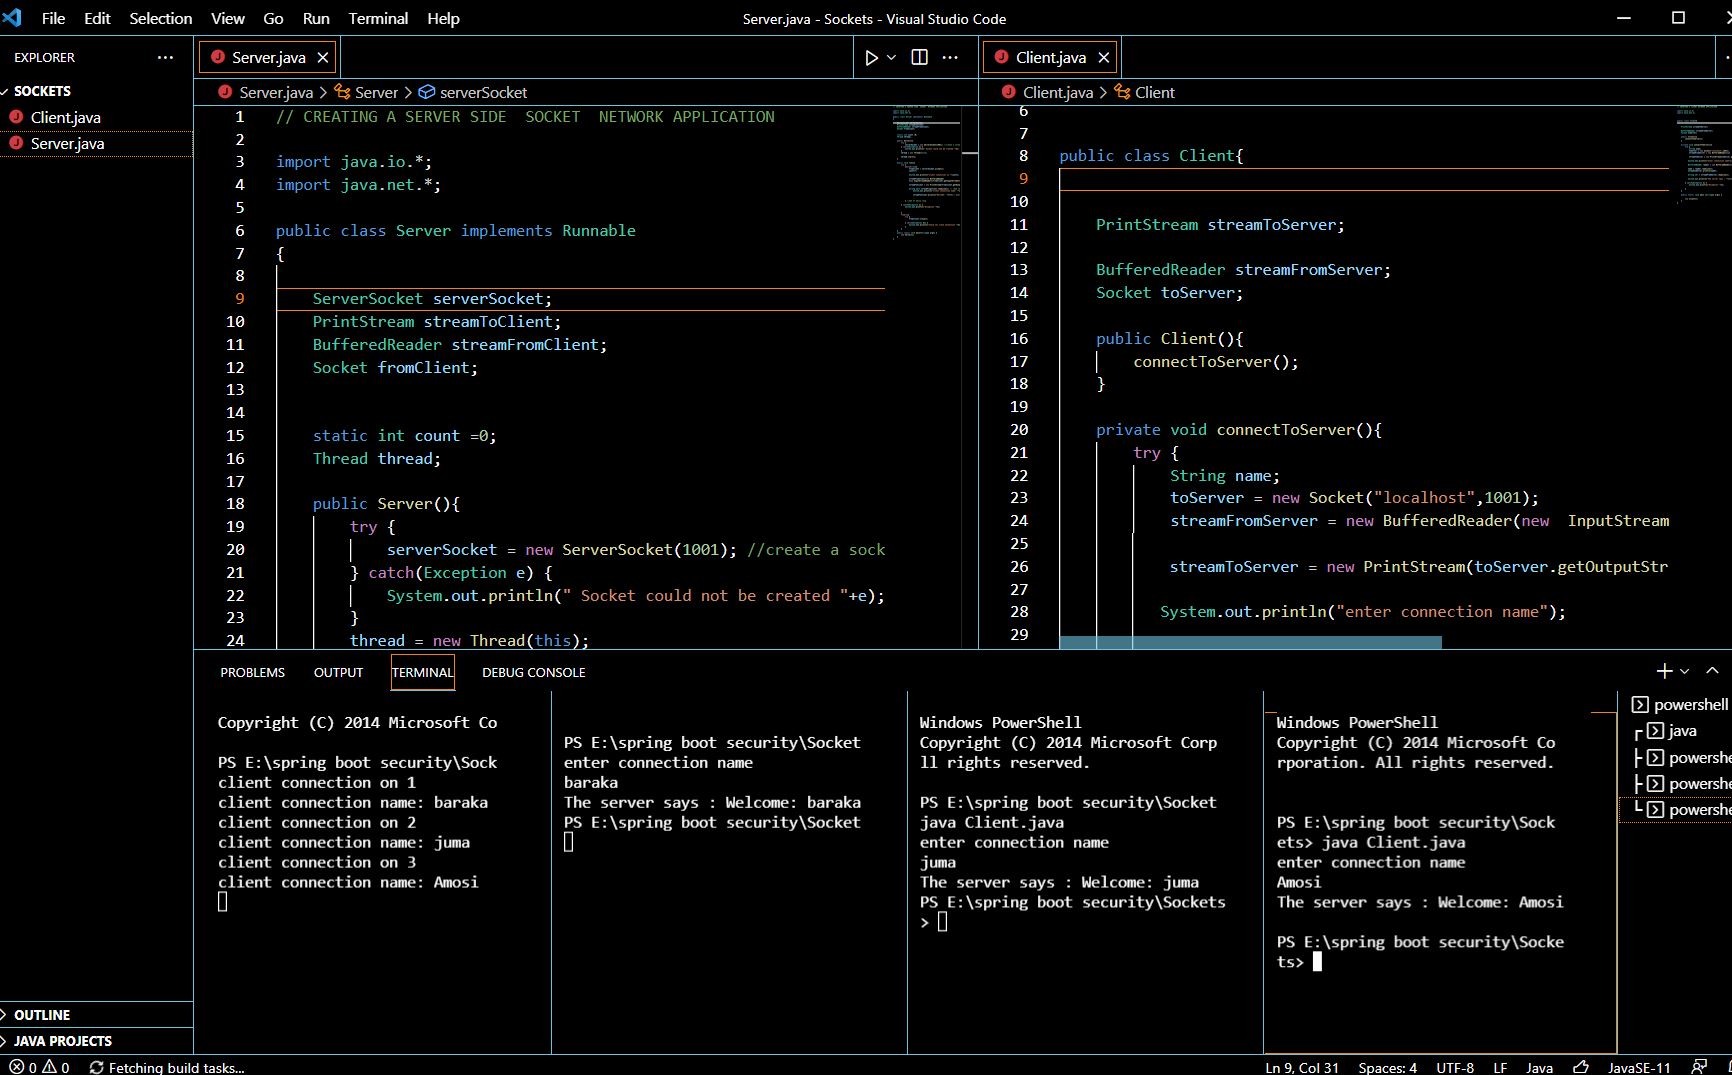 File Edit Selection View Go Run Terminal Help
Server.java - Sockets - Visual Studio Code
EXPLORER
SOCKETS
Client.java
Server.java
OUTLINE
JAVA PROJECTS
Server.java
Server.java > Server > serverSocket
1 // CREATING A SERVER SIDE  SOCKET  NETWORK APPLICATION
2
3 import java.io.*;
4 import java.net.*;
5
6 public class Server implements Runnable
7 {
8
9 ServerSocket serverSocket;
10 PrintStream streamToClient;
11 BufferedReader streamFromClient;
12 Socket fromClient;
13
14
15 static int count =0;
16 Thread thread;
17
18 public Server(){
19 try {
20 serverSocket = new ServerSocket(1001); //create a sock
21 } catch(Exception e) {
22 System.out.println(" Socket could not be created "+e);
23 }
24 thread = new Thread(this);
Client.java
Client.java > Client
6
7
8 public class Client{
9
10
11 PrintStream streamToServer;
12
13 BufferedReader streamFromServer;
14 Socket toServer;
15
16 public Client(){
17 connectToServer();
18 }
19
20 private void connectToServer(){
21 try {
22 String name;
23 toServer = new Socket("localhost",1001);
24 streamFromServer = new BufferedReader(new  InputStream
25
26 streamToServer = new PrintStream(toServer.getOutputStr
27
28 System.out.println("enter connection name");
29
PROBLEMS OUTPUT TERMINAL DEBUG CONSOLE
Copyright (C) 2014 Microsoft Co
PS E:\spring boot security\Sock
client connection on 1
client connection name: baraka
client connection on 2
client connection name: juma
client connection on 3
client connection name: Amosi
PS E:\spring boot security\Socket
enter connection name
baraka
The server says : Welcome: baraka
PS E:\spring boot security\Socket
Windows PowerShell
Copyright (C) 2014 Microsoft Corp
ll rights reserved.
PS E:\spring boot security\Socket
java Client.java
enter connection name
juma
The server says : Welcome: juma
PS E:\spring boot security\Sockets
>
Windows PowerShell
Copyright (C) 2014 Microsoft Co
rporation. All rights reserved.
PS E:\spring boot security\Sock
ets> java Client.java
enter connection name
Amosi
The server says : Welcome: Amosi
PS E:\spring boot security\Socke
ts>
powershell
java
powershe
powershe
powershe
0 0 Fetching build tasks...
Ln 9, Col 31 Spaces: 4 UTF-8 LF Java JavaSE-11